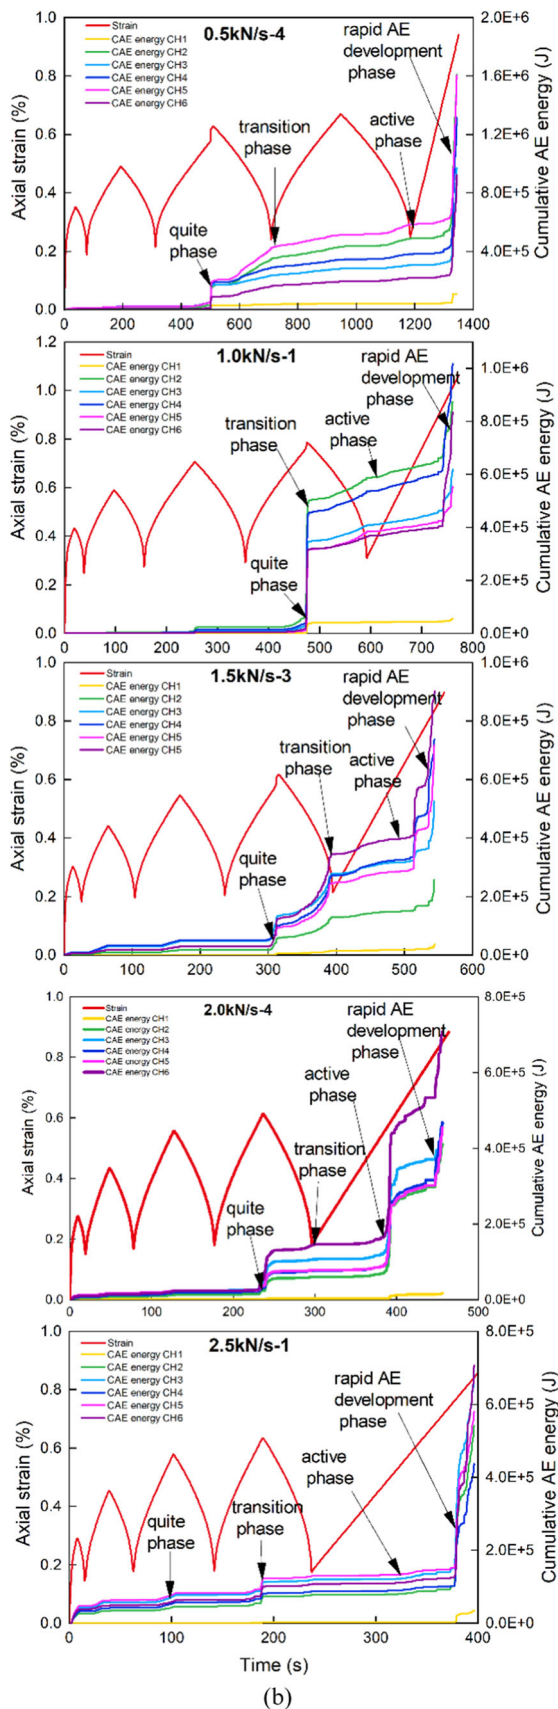 0.5kN/s-4
Strain
CAE energy CH1
CAE energy CH2
CAE energy CH3
CAE energy CH4
CAE energy CH5
CAE energy CH6
rapid AE
development
phase
transition
phase
active
phase
quite
phase
Axial strain (%)
1.0
0.8
0.6
0.4
0.2
0.0
0 200 400 600 800 1000 1200 1400
2.0E+6
1.6E+6
1.2E+6
8.0E+5
4.0E+5
0.0E+0
Cumulative AE energy (J)
1.0kN/s-1
Strain
CAE energy CH1
CAE energy CH2
CAE energy CH3
CAE energy CH4
CAE energy CH5
CAE energy CH6
rapid AE
development
phase
transition
phase
active
phase
quite
phase
Axial strain (%)
1.2
1.0
0.8
0.6
0.4
0.2
0.0
0 100 200 300 400 500 600 700 800
1.0E+6
8.0E+5
6.0E+5
4.0E+5
2.0E+5
0.0E+0
Cumulative AE energy (J)
1.5kN/s-3
Strain
CAE energy CH1
CAE energy CH2
CAE energy CH3
CAE energy CH4
CAE energy CH5
CAE energy CH5
rapid AE
development
phase
transition
phase
active
phase
quite
phase
Axial strain (%)
1.0
0.8
0.6
0.4
0.2
0.0
0 100 200 300 400 500 600
1.0E+6
8.0E+5
6.0E+5
4.0E+5
2.0E+5
0.0E+0
Cumulative AE energy (J)
2.0kN/s-4
Strain
CAE energy CH1
CAE energy CH2
CAE energy CH3
CAE energy CH4
CAE energy CH5
CAE energy CH6
rapid AE
development
phase
active
phase
transition
phase
quite
phase
Axial strain (%)
1.0
0.8
0.6
0.4
0.2
0.0
0 100 200 300 400 500
8.0E+5
6.0E+5
4.0E+5
2.0E+5
0.0E+0
Cumulative AE energy (J)
2.5kN/s-1
Strain
CAE energy CH1
CAE energy CH2
CAE energy CH3
CAE energy CH4
CAE energy CH5
CAE energy CH6
rapid AE
development
phase
active
phase
transition
phase
quite
phase
Axial strain (%)
1.0
0.8
0.6
0.4
0.2
0.0
0 100 200 300 400
8.0E+5
6.0E+5
4.0E+5
2.0E+5
0.0E+0
Cumulative AE energy (J)
Time (s)
(b)